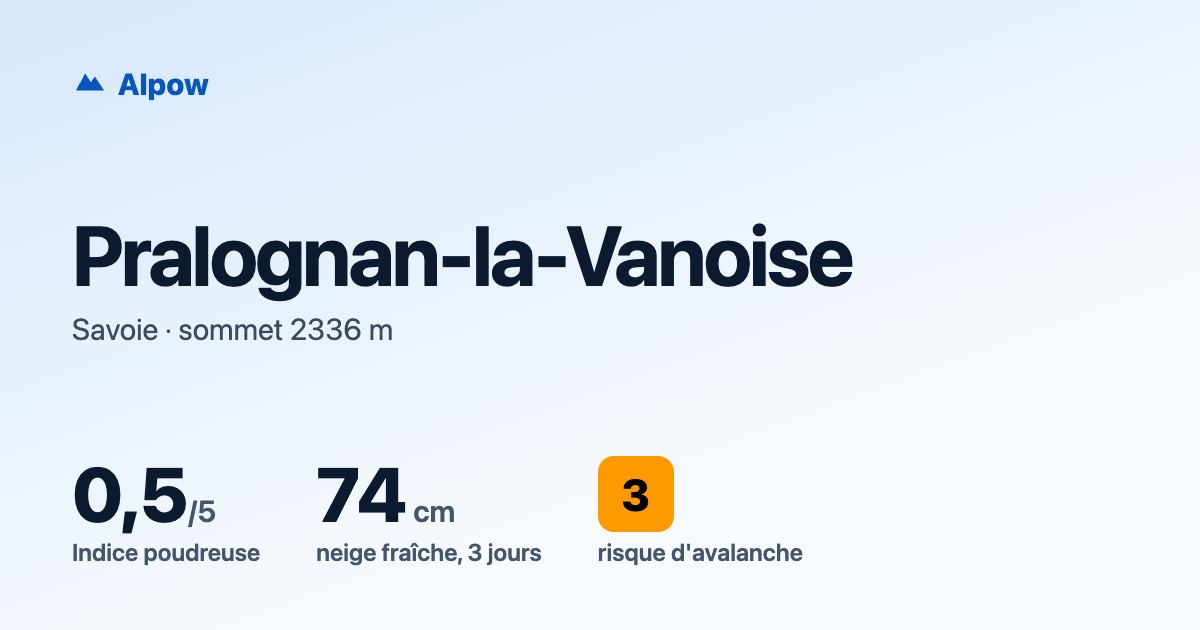 Alpow
Pralognan-la-Vanoise
Savoie · sommet 2336 m
0,5/5
Indice poudreuse
74 cm
neige fraîche, 3 jours
3
risque d'avalanche